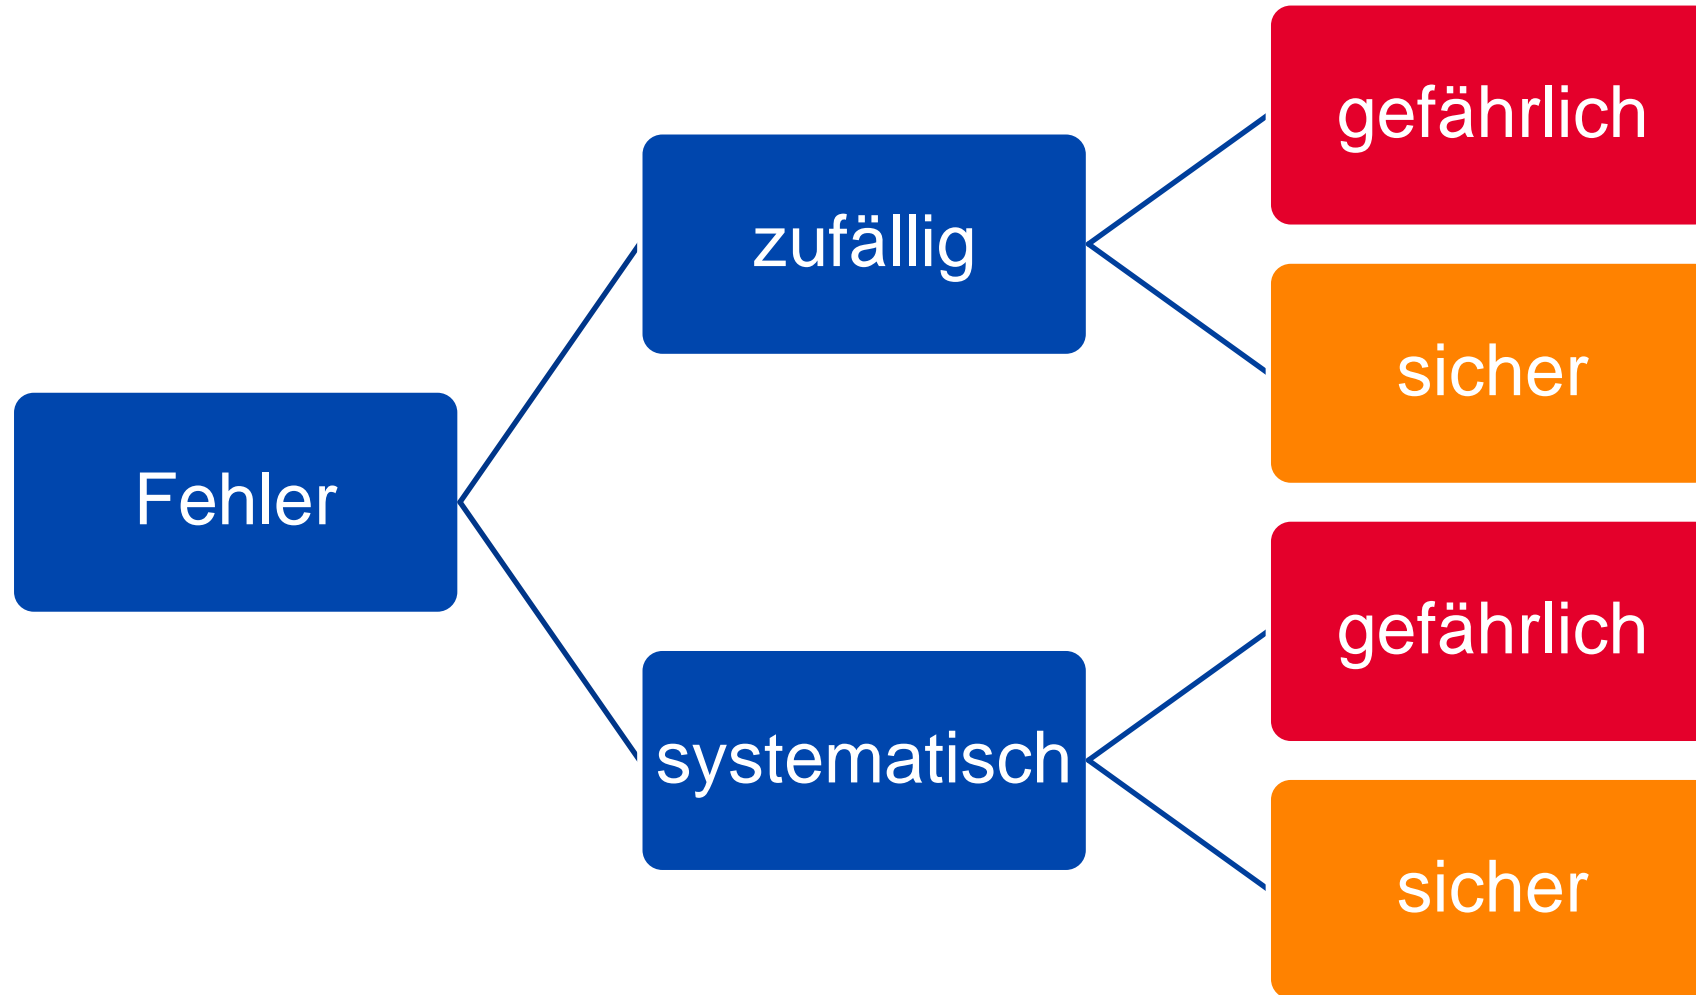 Fehler
zufällig
gefährlich
sicher
systematisch
gefährlich
sicher